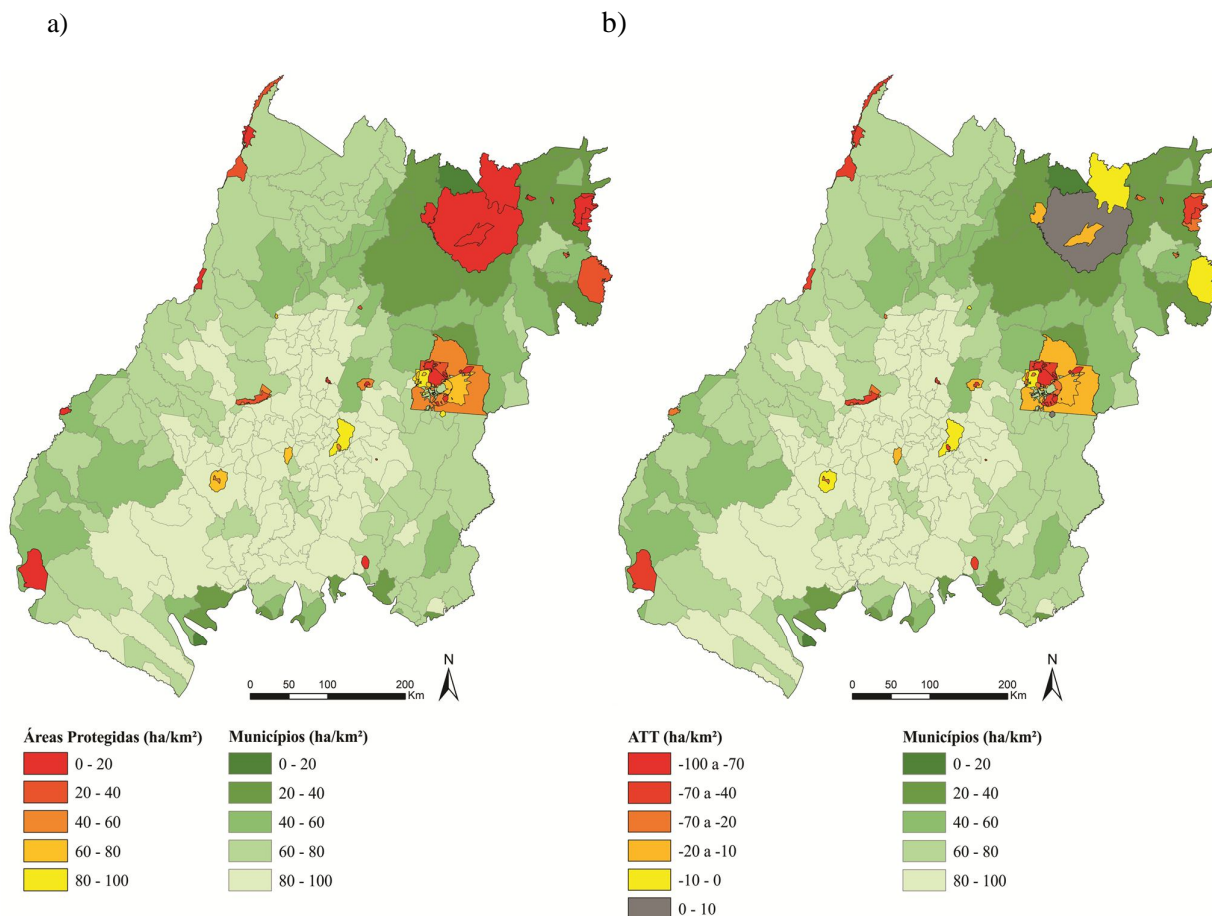 a)
b)
N
0 50 100 200
Km
N
0 50 100 200
Km
Áreas Protegidas (ha/km²)
0 - 20
20 - 40
40 - 60
60 - 80
80 - 100
Municípios (ha/km²)
0 - 20
20 - 40
40 - 60
60 - 80
80 - 100
ATT (ha/km²)
-100 a -70
-70 a -40
-70 a -20
-20 a -10
-10 - 0
0 - 10
Municípios (ha/km²)
0 - 20
20 - 40
40 - 60
60 - 80
80 - 100